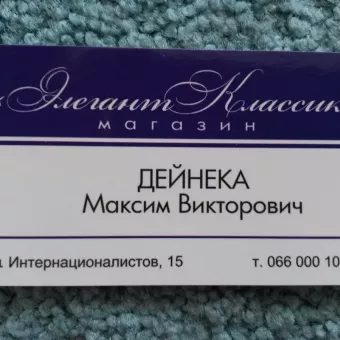 Элегант Классик
магазин
ДЕЙНЕКА
Максим Викторович
Интернационалистов, 15 т. 066 000 10